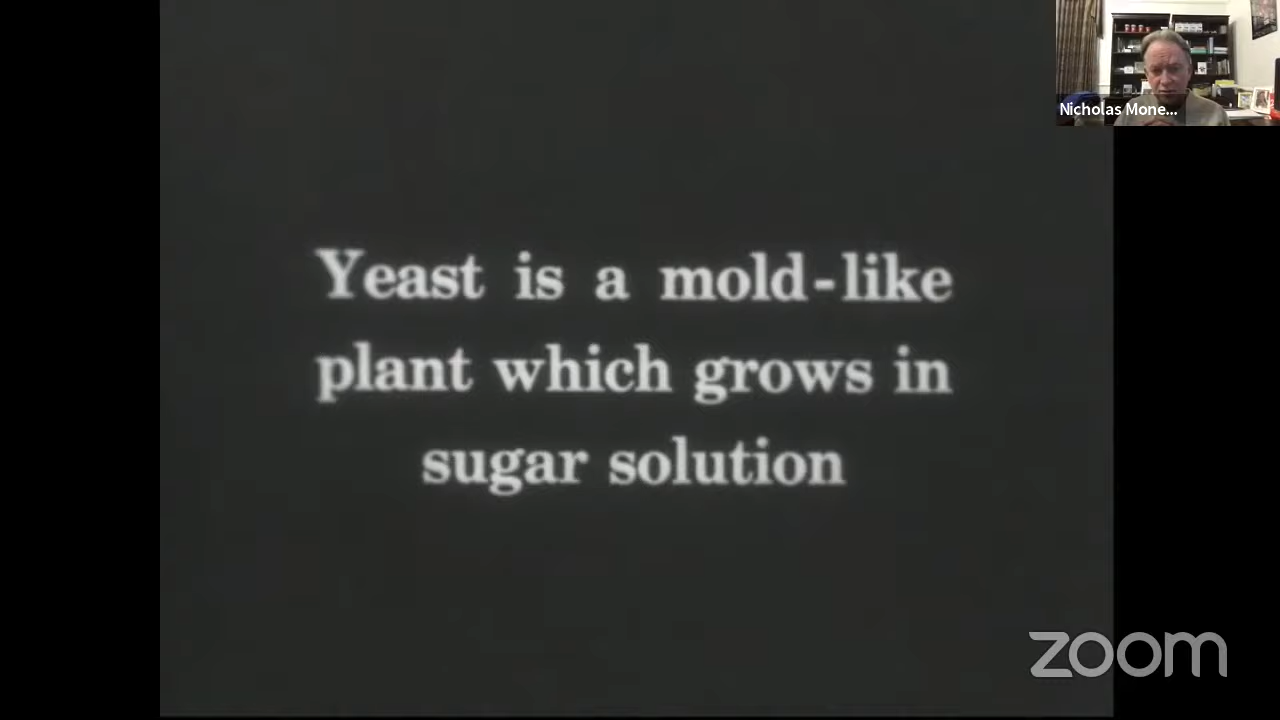 Nicholas Mone...
Yeast is a mold-like
plant which grows in
sugar solution
zoom